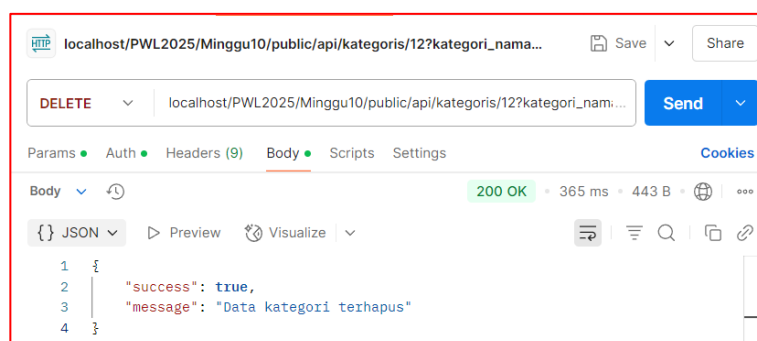 HTTP localhost/PWL2025/Minggu10/public/api/kategoris/12?kategori_nama... Save Share
DELETE localhost/PWL2025/Minggu10/public/api/kategoris/12?kategori_nam... Send
Params Auth Headers (9) Body Scripts Settings Cookies
Body 200 OK 365 ms 443 B
{} JSON Preview Visualize
1 {
2 "success": true,
3 "message": "Data kategori terhapus"
4 }